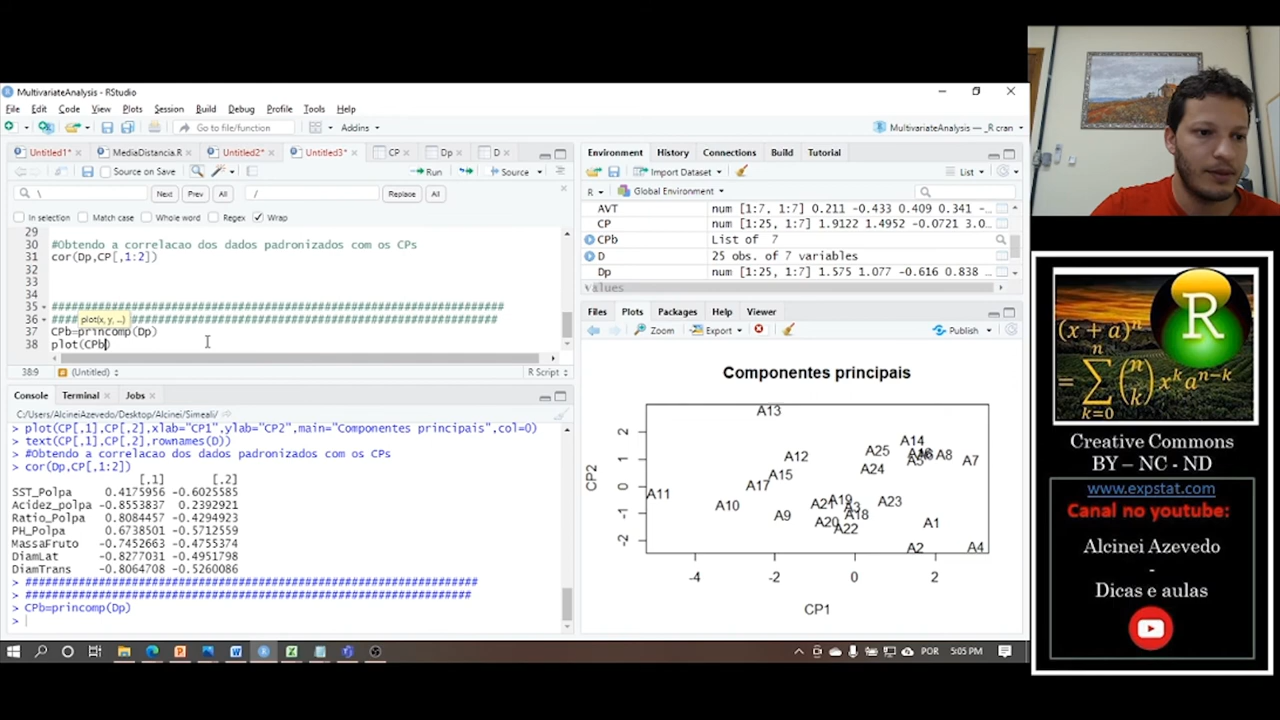 MultivariateAnalysis - RStudio
File Edit Code View Plots Session Build Debug Profile Tools Help
Go to file/function
Addins
MultivariateAnalysis - _R cran
Untitled1* MediaDistancia.R Untitled2* Untitled3* CP Dp D
Source on Save
Run
Source
\
Next
Prev
All
/
Replace
All
In selection
Match case
Whole word
Regex
Wrap
29
30 #Obtendo a correlacao dos dados padronizados com os CPs
31 cor(Dp,CP[,1:2])
32
33
34
35 ###################################################################
36 ##################################################################
plot(x, y, ...)
37 CPb=princomp(Dp)
38 plot(CPb)
38:9
(Untitled)
R Script
Console Terminal Jobs
C:/Users/AlcineiAzevedo/Desktop/Alcinei/Simeali/
> plot(CP[,1],CP[,2],xlab="CP1",ylab="CP2",main="Componentes principais",col=0)
> text(CP[,1],CP[,2],rownames(D))
> #Obtendo a correlacao dos dados padronizados com os CPs
> cor(Dp,CP[,1:2])
[,1] [,2]
SST_Polpa 0.4175956 -0.6025585
Acidez_polpa -0.8553837 0.2392921
Ratio_Polpa 0.8084457 -0.4294923
PH_Polpa 0.6738501 -0.5712559
MassaFruto -0.7452663 -0.4755374
DiamLat -0.8277031 -0.4951798
DiamTrans -0.8064708 -0.5260086
> ###################################################################
> ##################################################################
> CPb=princomp(Dp)
>
Environment History Connections Build Tutorial
Import Dataset
List
R
Global Environment
AVT num [1:7, 1:7] 0.211 -0.433 0.409 0.341 -...
CP num [1:25, 1:7] 1.9122 1.4952 -0.0721 3.0...
CPb List of 7
D 25 obs. of 7 variables
Dp num [1:25, 1:7] 1.575 1.077 -0.616 0.838 ...
values
Files Plots Packages Help Viewer
Zoom
Export
Publish
Componentes principais
CP2
2
1
0
-1
-2
A13
A14
A25
A16
A8
A5
A7
A12
A24
A15
A17
A11
A10
A19
A23
A21
A3
A9
A18
A20
A22
A1
A2
A4
-4
-2
0
2
CP1
POR
5:05 PM
(x + a)^n
= ∑ k=0 n (n k) x^k a^{n−k}
R
Creative Commons
BY – NC - ND
www.expstat.com
Canal no youtube:
Alcinei Azevedo
-
Dicas e aulas